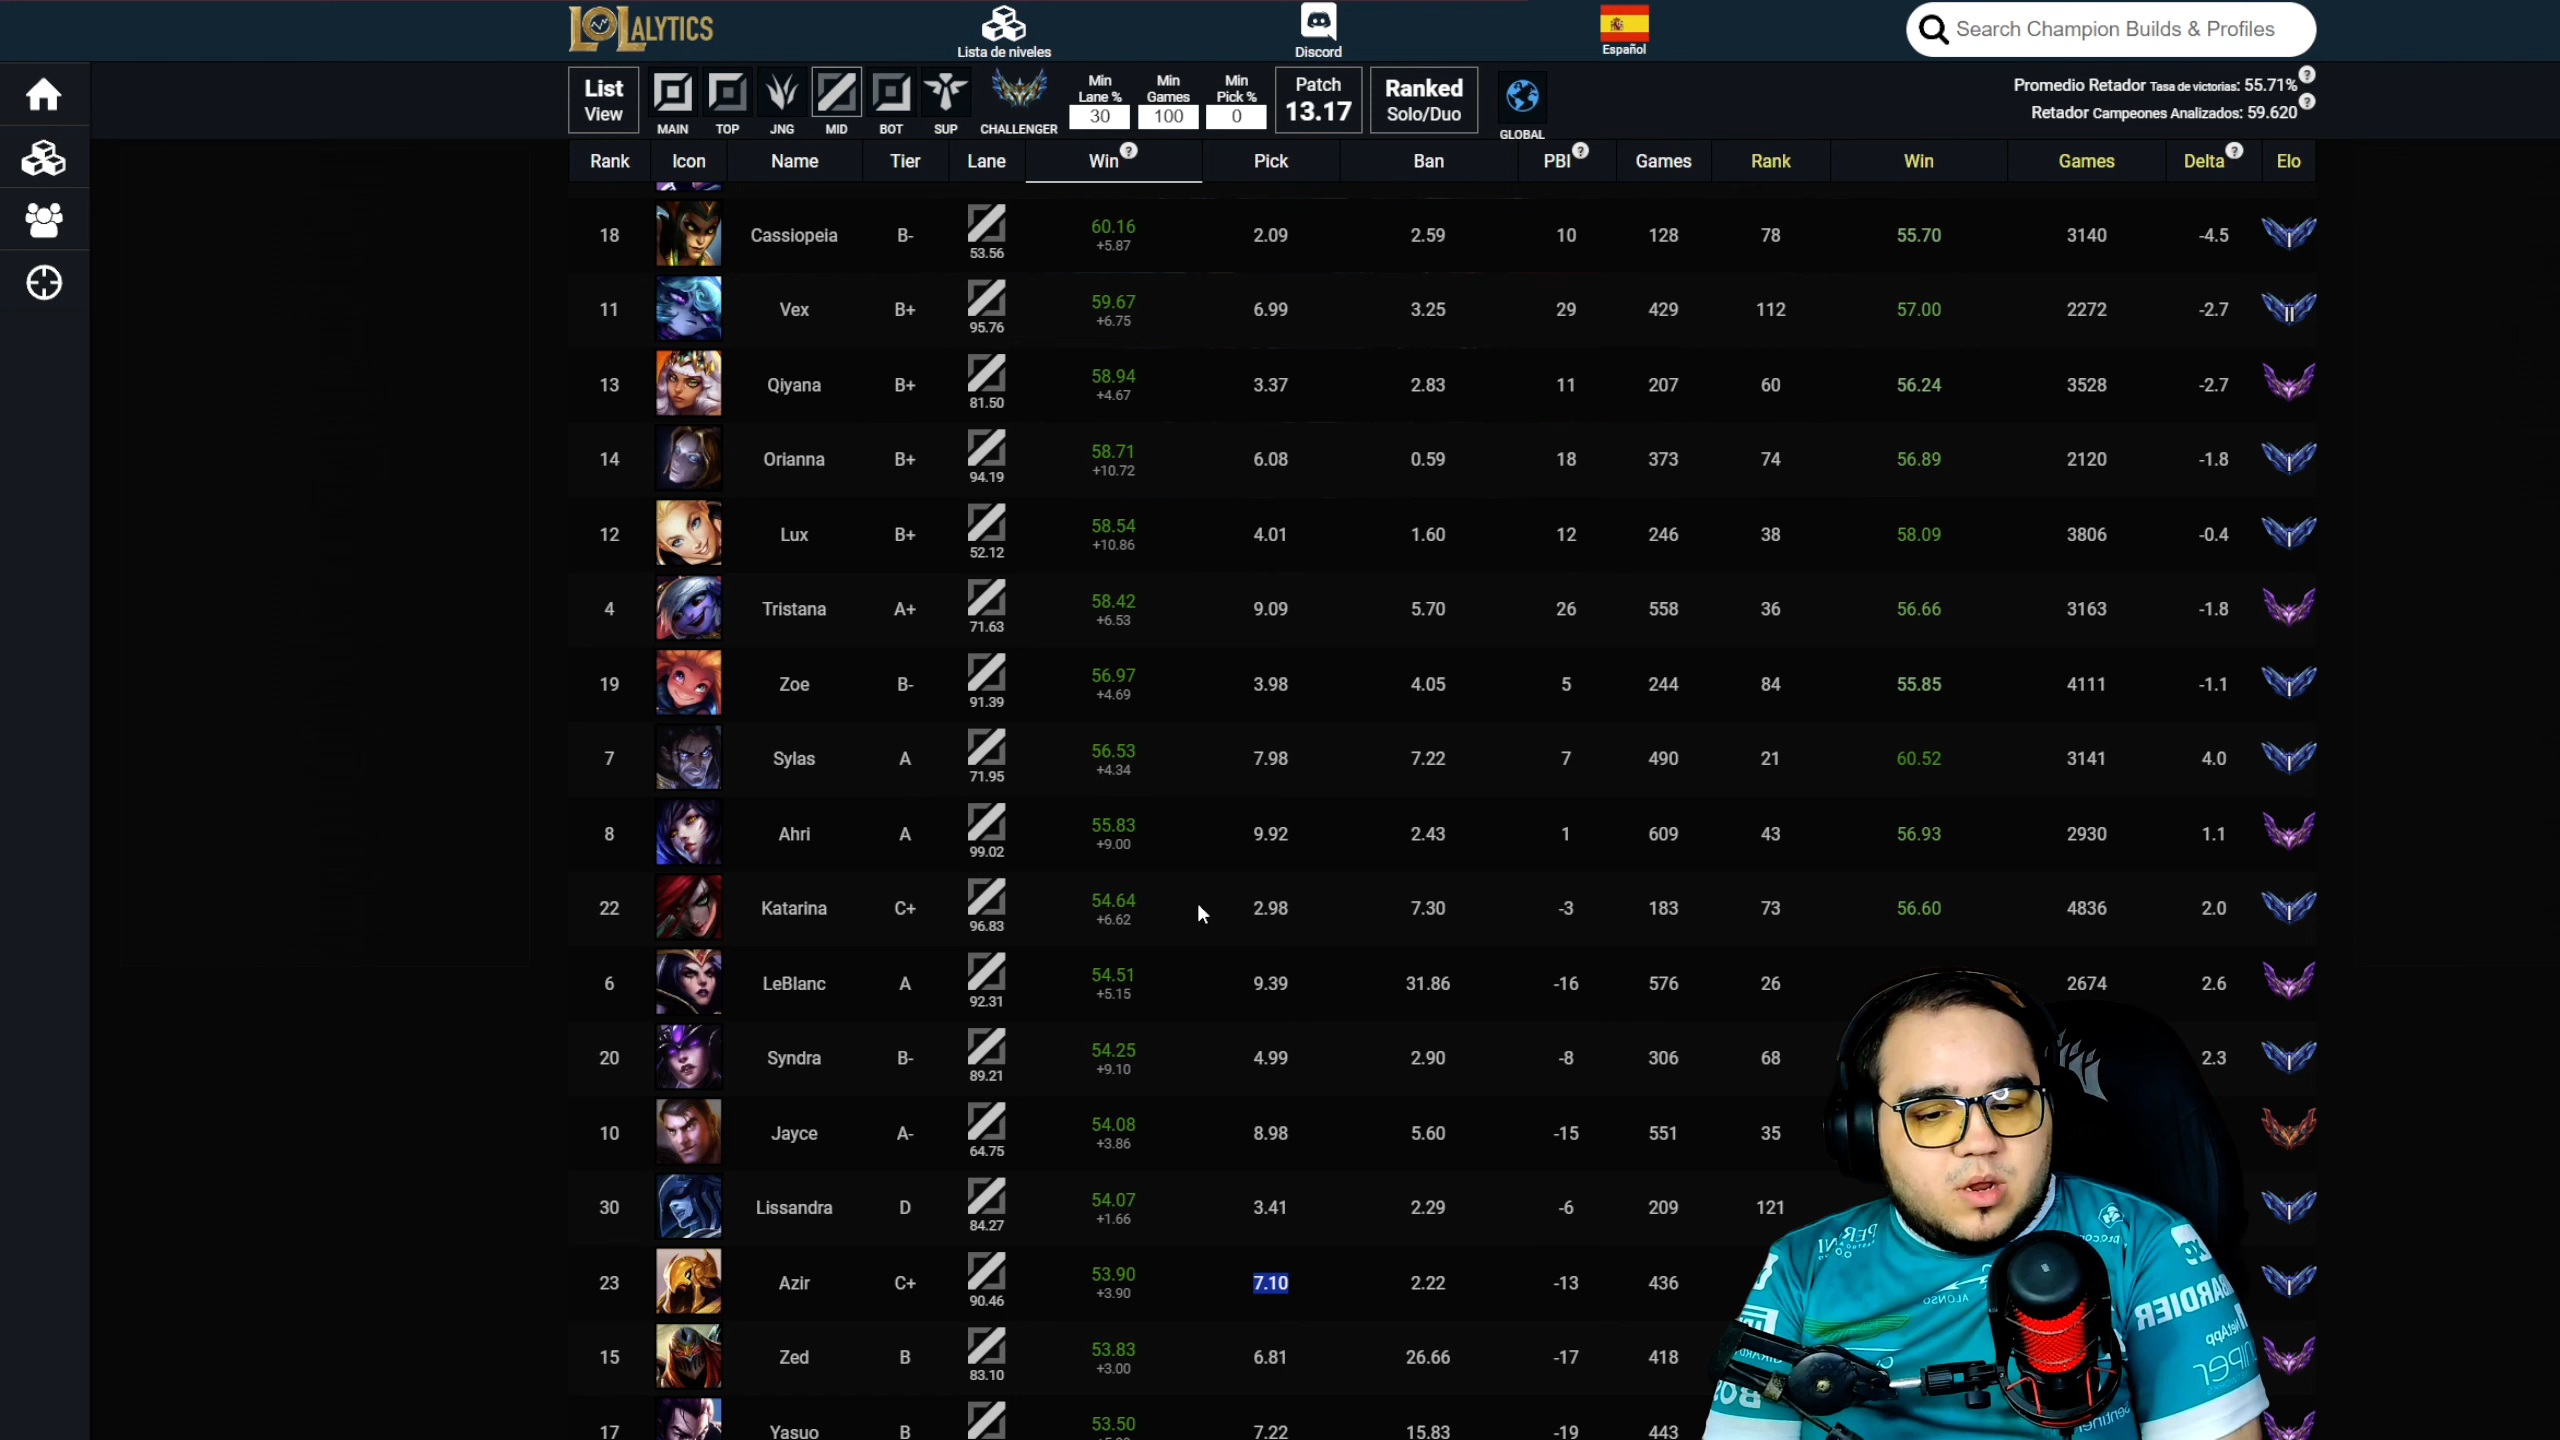 LOLALYTICS
Lista de niveles
Discord
Español
Search Champion Builds & Profiles
List View
MAIN
TOP
JNG
MID
BOT
SUP
CHALLENGER
Min Lane %
30
Min Games
100
Min Pick %
0
Patch 13.17
Ranked Solo/Duo
GLOBAL
Promedio Retador Tasa de victorias: 55.71% ?
Retador Campeones Analizados: 59.620 ?
Rank Icon Name Tier Lane Win ? Pick Ban PBI ? Games Rank Win Games Delta ? Elo
18 Cassiopeia B- 53.56 60.16 +5.87 2.09 2.59 10 128 78 55.70 3140 -4.5 I
11 Vex B+ 95.76 59.67 +6.75 6.99 3.25 29 429 112 57.00 2272 -2.7 II
13 Qiyana B+ 81.50 58.94 +4.67 3.37 2.83 11 207 60 56.24 3528 -2.7
14 Orianna B+ 94.19 58.71 +10.72 6.08 0.59 18 373 74 56.89 2120 -1.8 I
12 Lux B+ 52.12 58.54 +10.86 4.01 1.60 12 246 38 58.09 3806 -0.4 I
4 Tristana A+ 71.63 58.42 +6.53 9.09 5.70 26 558 36 56.66 3163 -1.8
19 Zoe B- 91.39 56.97 +4.69 3.98 4.05 5 244 84 55.85 4111 -1.1 I
7 Sylas A 71.95 56.53 +4.34 7.98 7.22 7 490 21 60.52 3141 4.0 I
8 Ahri A 99.02 55.83 +9.00 9.92 2.43 1 609 43 56.93 2930 1.1
22 Katarina C+ 96.83 54.64 +6.62 2.98 7.30 -3 183 73 56.60 4836 2.0 I
6 LeBlanc A 92.31 54.51 +5.15 9.39 31.86 -16 576 26 2674 2.6
20 Syndra B- 89.21 54.25 +9.10 4.99 2.90 -8 306 68 2.3 I
10 Jayce A- 64.75 54.08 +3.86 8.98 5.60 -15 551 35
30 Lissandra D 84.27 54.07 +1.66 3.41 2.29 -6 209 121 I
23 Azir C+ 90.46 53.90 +3.90 7.10 2.22 -13 436 I
15 Zed B 83.10 53.83 +3.00 6.81 26.66 -17 418
17 Yasuo B 53.50 7.22 15.83 -19 443
ALONSO
NetApp